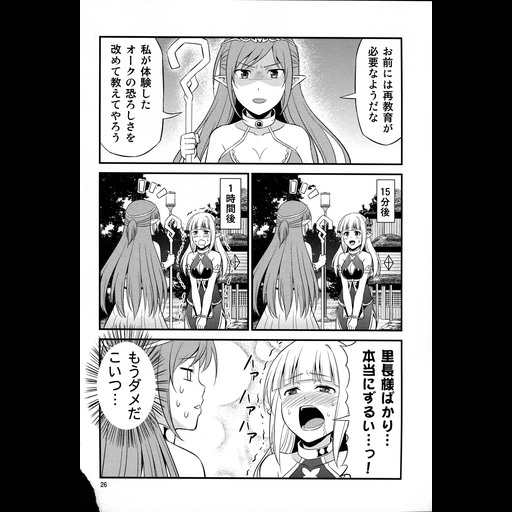 お前には再教育が
必要なようだな
私が体験した
オークの恐ろしさを
改めて教えてやろう
15分後
1時間後
里長様ばかり…
本当にずるい…っ！
ハァ
ハァ
ハァ
もうダメだ
こいつ…
26